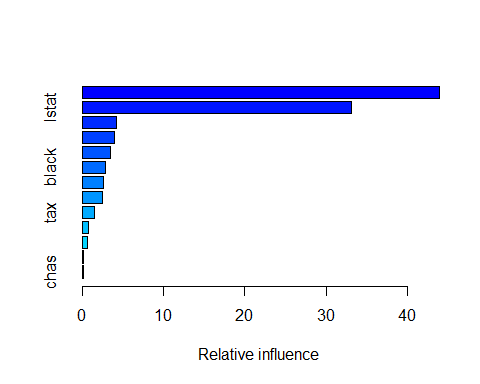 lstat
black
tax
chas
0 10 20 30 40
Relative influence